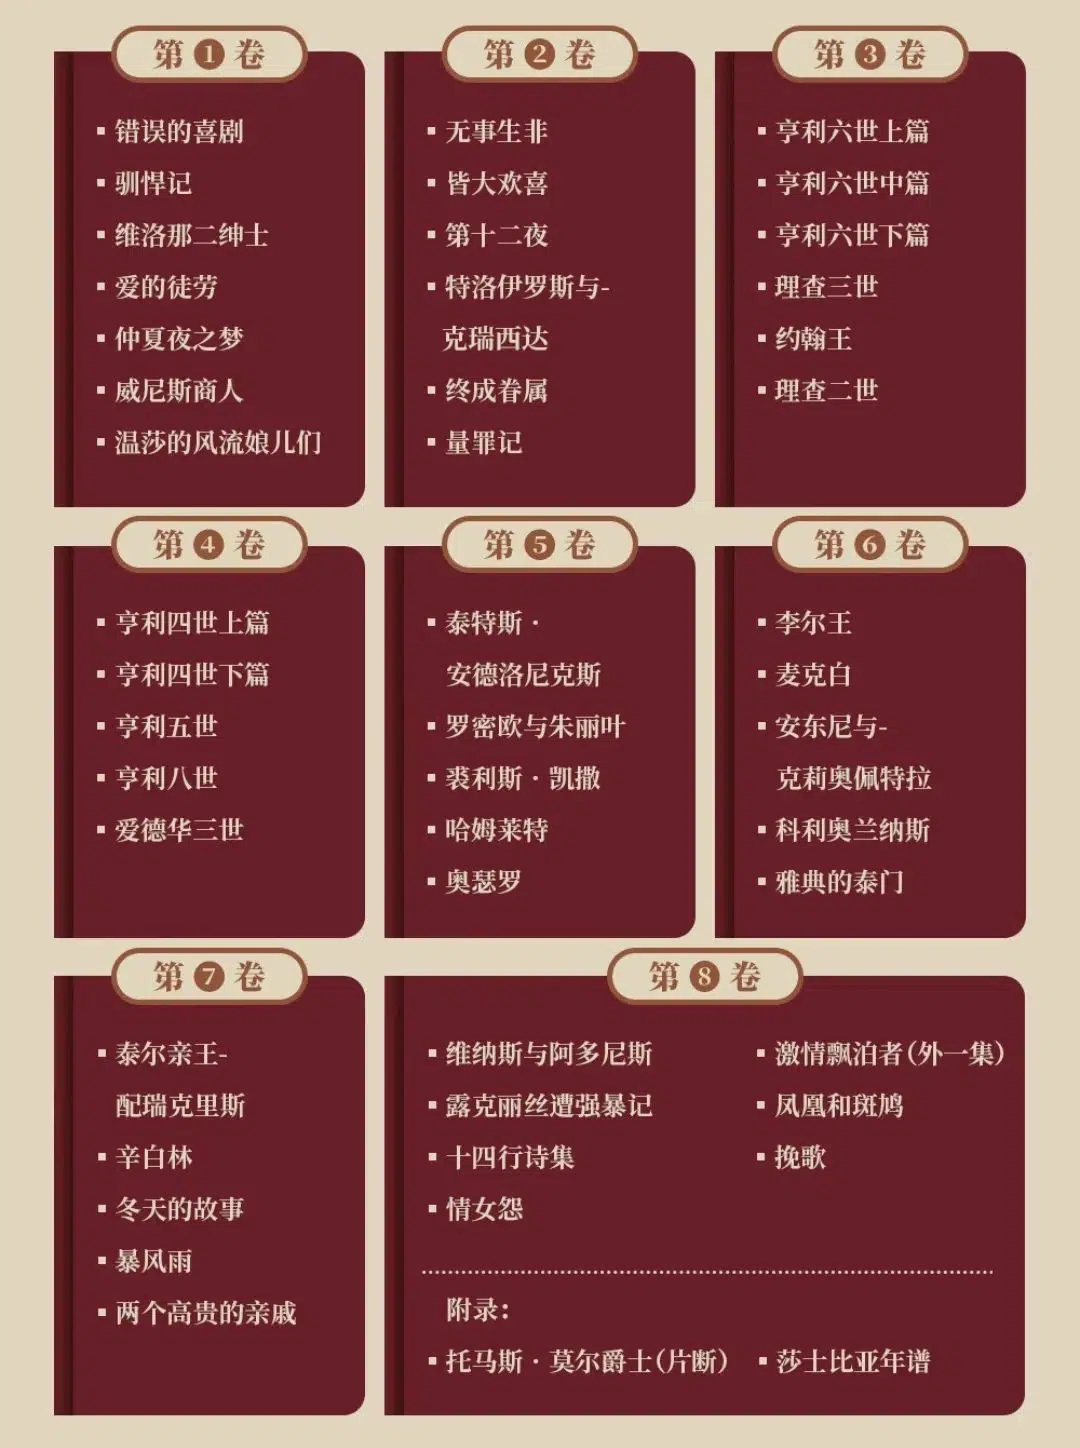 第1卷
▪ 错误的喜剧
▪ 驯悍记
▪ 维洛那二绅士
▪ 爱的徒劳
▪ 仲夏夜之梦
▪ 威尼斯商人
▪ 温莎的风流娘儿们
第2卷
▪ 无事生非
▪ 皆大欢喜
▪ 第十二夜
▪ 特洛伊罗斯与-
克瑞西达
▪ 终成眷属
▪ 量罪记
第3卷
▪ 亨利六世上篇
▪ 亨利六世中篇
▪ 亨利六世下篇
▪ 理查三世
▪ 约翰王
▪ 理查二世
第4卷
▪ 亨利四世上篇
▪ 亨利四世下篇
▪ 亨利五世
▪ 亨利八世
▪ 爱德华三世
第5卷
▪ 泰特斯·
安德洛尼克斯
▪ 罗密欧与朱丽叶
▪ 裘利斯·凯撒
▪ 哈姆莱特
▪ 奥瑟罗
第6卷
▪ 李尔王
▪ 麦克白
▪ 安东尼与-
克莉奥佩特拉
▪ 科利奥兰纳斯
▪ 雅典的泰门
第7卷
▪ 泰尔亲王-
配瑞克里斯
▪ 辛白林
▪ 冬天的故事
▪ 暴风雨
▪ 两个高贵的亲戚
第8卷
▪ 维纳斯与阿多尼斯
▪ 露克丽丝遭强暴记
▪ 十四行诗集
▪ 情女怨
▪ 激情飘泊者(外一集)
▪ 凤凰和斑鸠
▪ 挽歌
附录:
▪ 托马斯·莫尔爵士(片断)
▪ 莎士比亚年谱